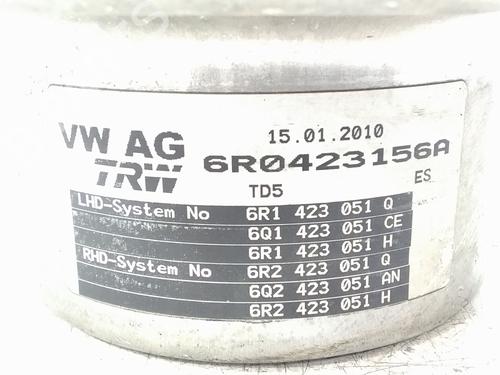 VW AG 15.01.2010
TRW 6R0423156A
TD5 ES
LHD-System No 6R1 423 051 Q
6Q1 423 051 CE
6R1 423 051 H
RHD-System No 6R2 423 051 Q
6Q2 423 051 AN
6R2 423 051 H